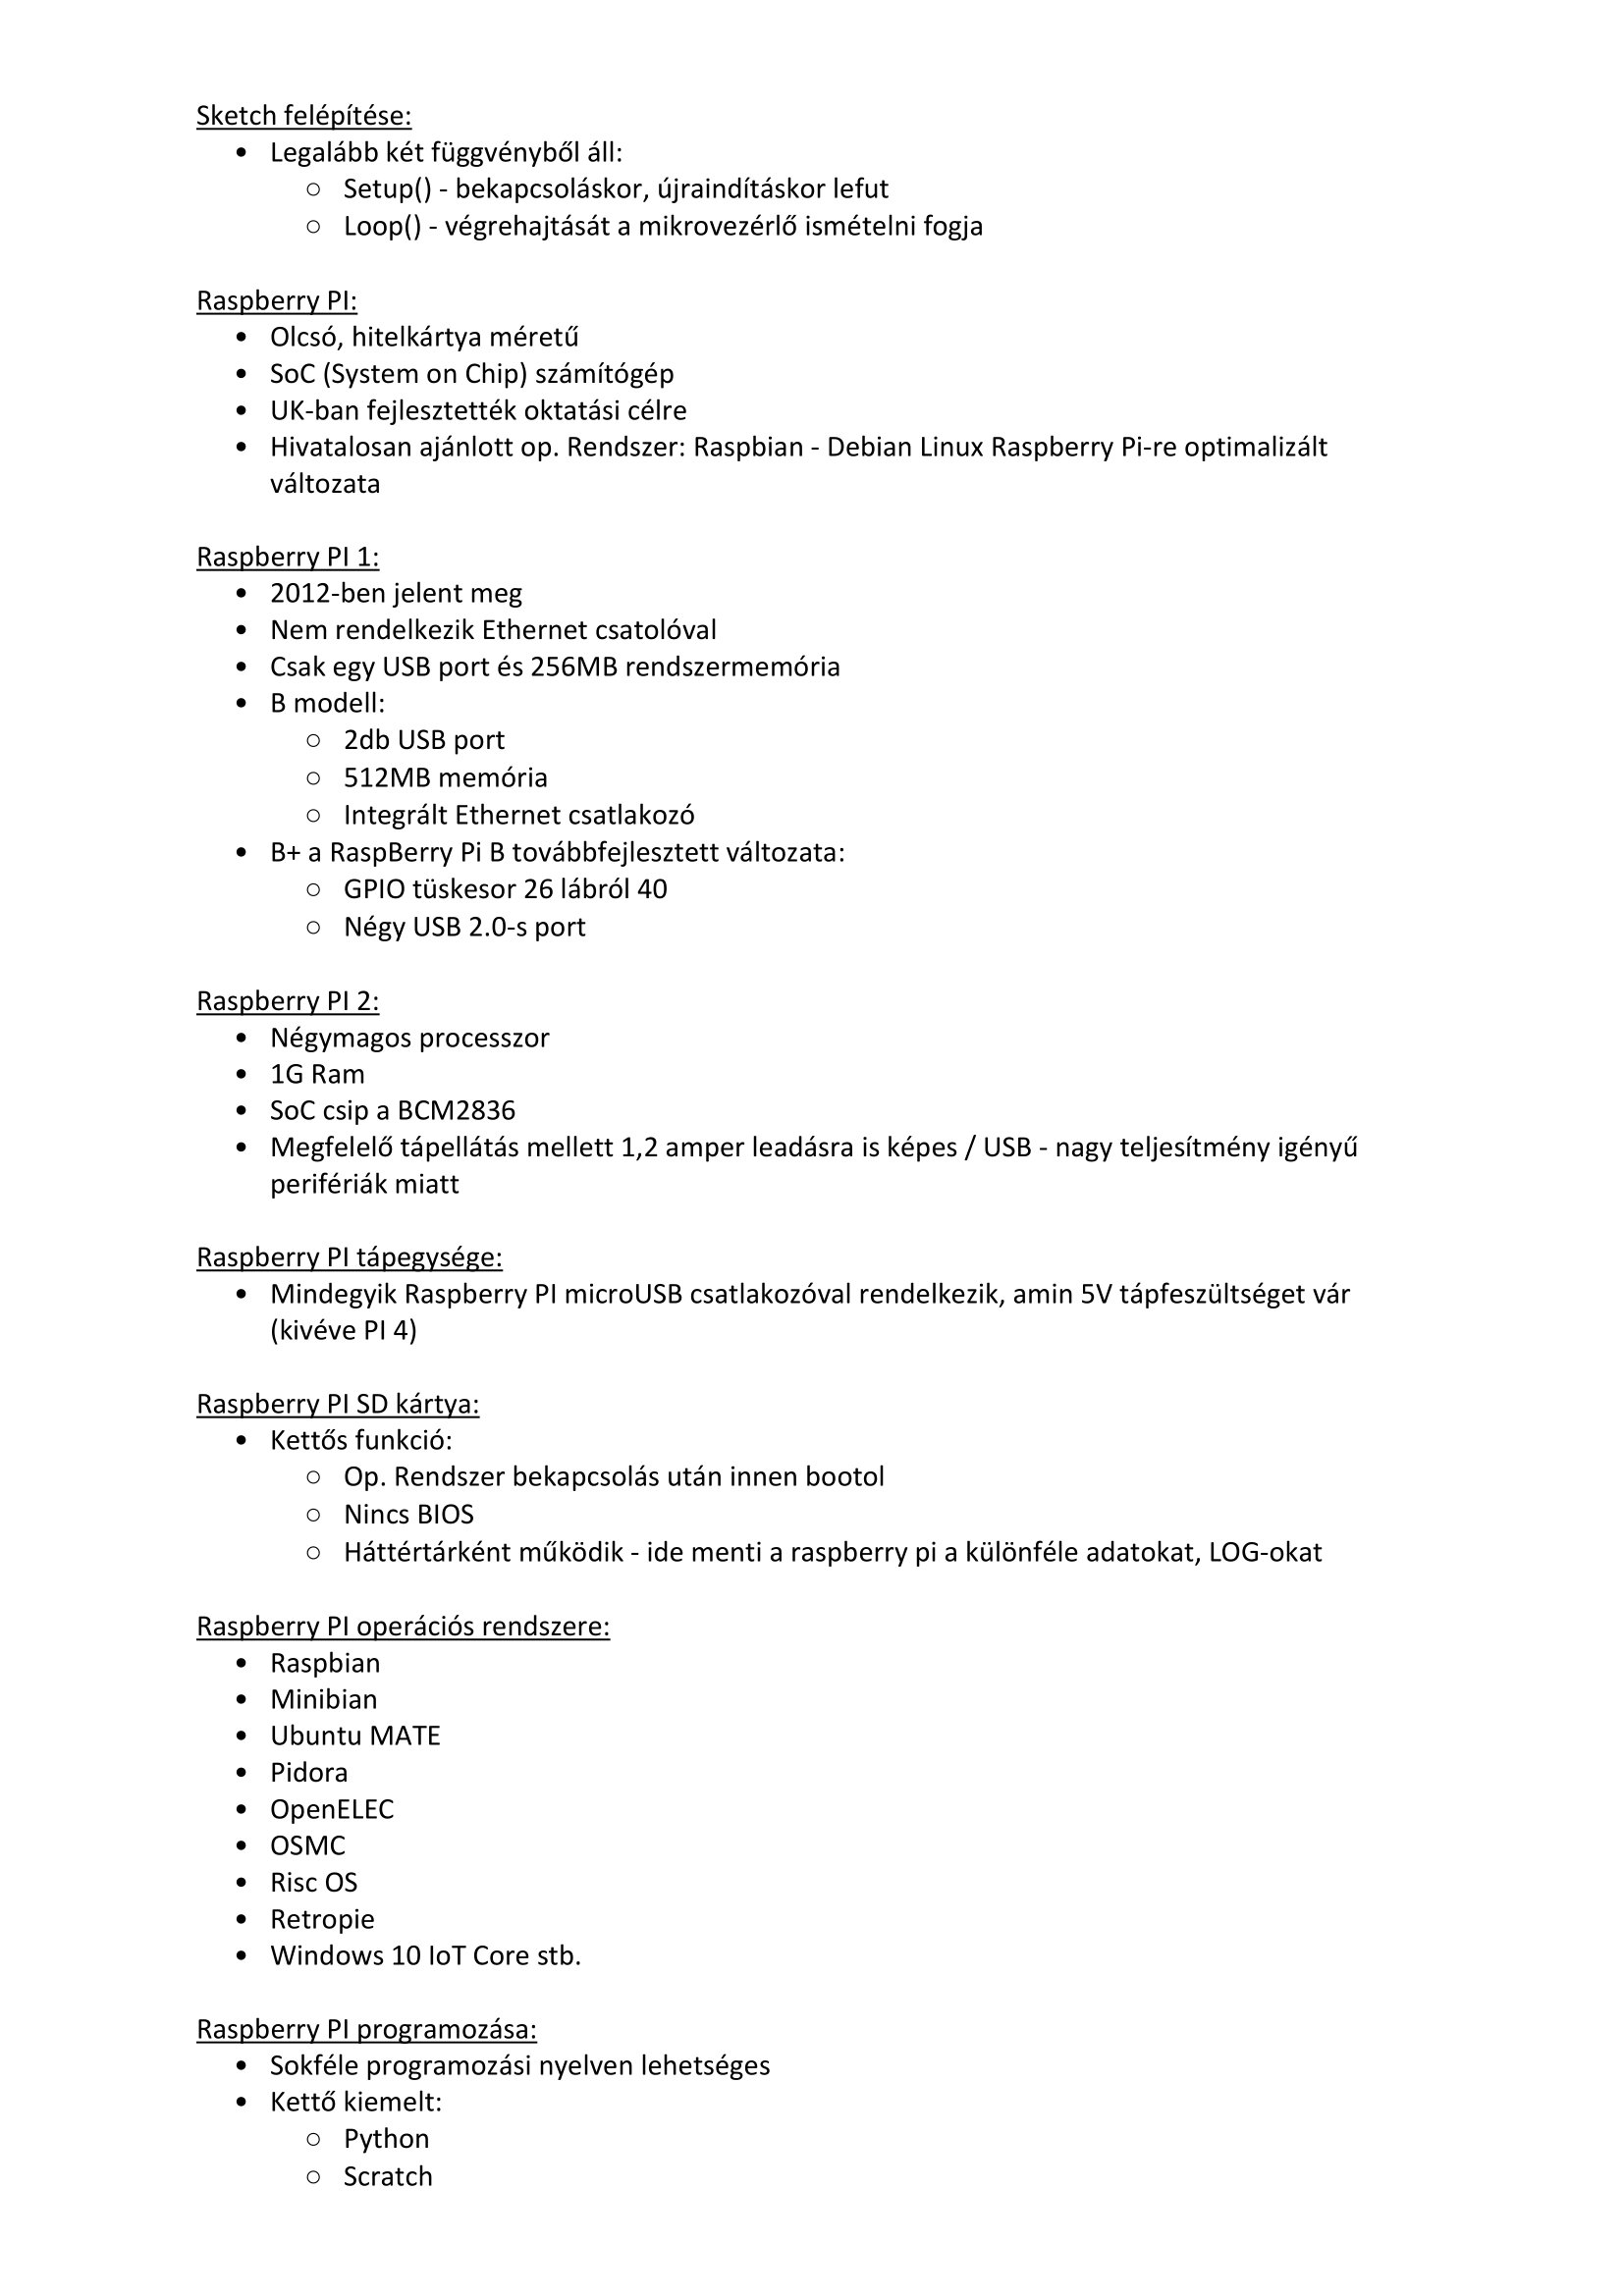 Sketch felépítése:
• Legalább két függvényből áll:
○ Setup() - bekapcsoláskor, újraindításkor lefut
○ Loop() - végrehajtását a mikrovezérlő ismételni fogja
Raspberry PI:
• Olcsó, hitelkártya méretű
• SoC (System on Chip) számítógép
• UK-ban fejlesztették oktatási célre
• Hivatalosan ajánlott op. Rendszer: Raspbian - Debian Linux Raspberry Pi-re optimalizált
változata
Raspberry PI 1:
• 2012-ben jelent meg
• Nem rendelkezik Ethernet csatolóval
• Csak egy USB port és 256MB rendszermemória
• B modell:
○ 2db USB port
○ 512MB memória
○ Integrált Ethernet csatlakozó
• B+ a RaspBerry Pi B továbbfejlesztett változata:
○ GPIO tüskesor 26 lábról 40
○ Négy USB 2.0-s port
Raspberry PI 2:
• Négymagos processzor
• 1G Ram
• SoC csip a BCM2836
• Megfelelő tápellátás mellett 1,2 amper leadásra is képes / USB - nagy teljesítmény igényű
perifériák miatt
Raspberry PI tápegysége:
• Mindegyik Raspberry PI microUSB csatlakozóval rendelkezik, amin 5V tápfeszültséget vár
(kivéve PI 4)
Raspberry PI SD kártya:
• Kettős funkció:
○ Op. Rendszer bekapcsolás után innen bootol
○ Nincs BIOS
○ Háttértárként működik - ide menti a raspberry pi a különféle adatokat, LOG-okat
Raspberry PI operációs rendszere:
• Raspbian
• Minibian
• Ubuntu MATE
• Pidora
• OpenELEC
• OSMC
• Risc OS
• Retropie
• Windows 10 IoT Core stb.
Raspberry PI programozása:
• Sokféle programozási nyelven lehetséges
• Kettő kiemelt:
○ Python
○ Scratch